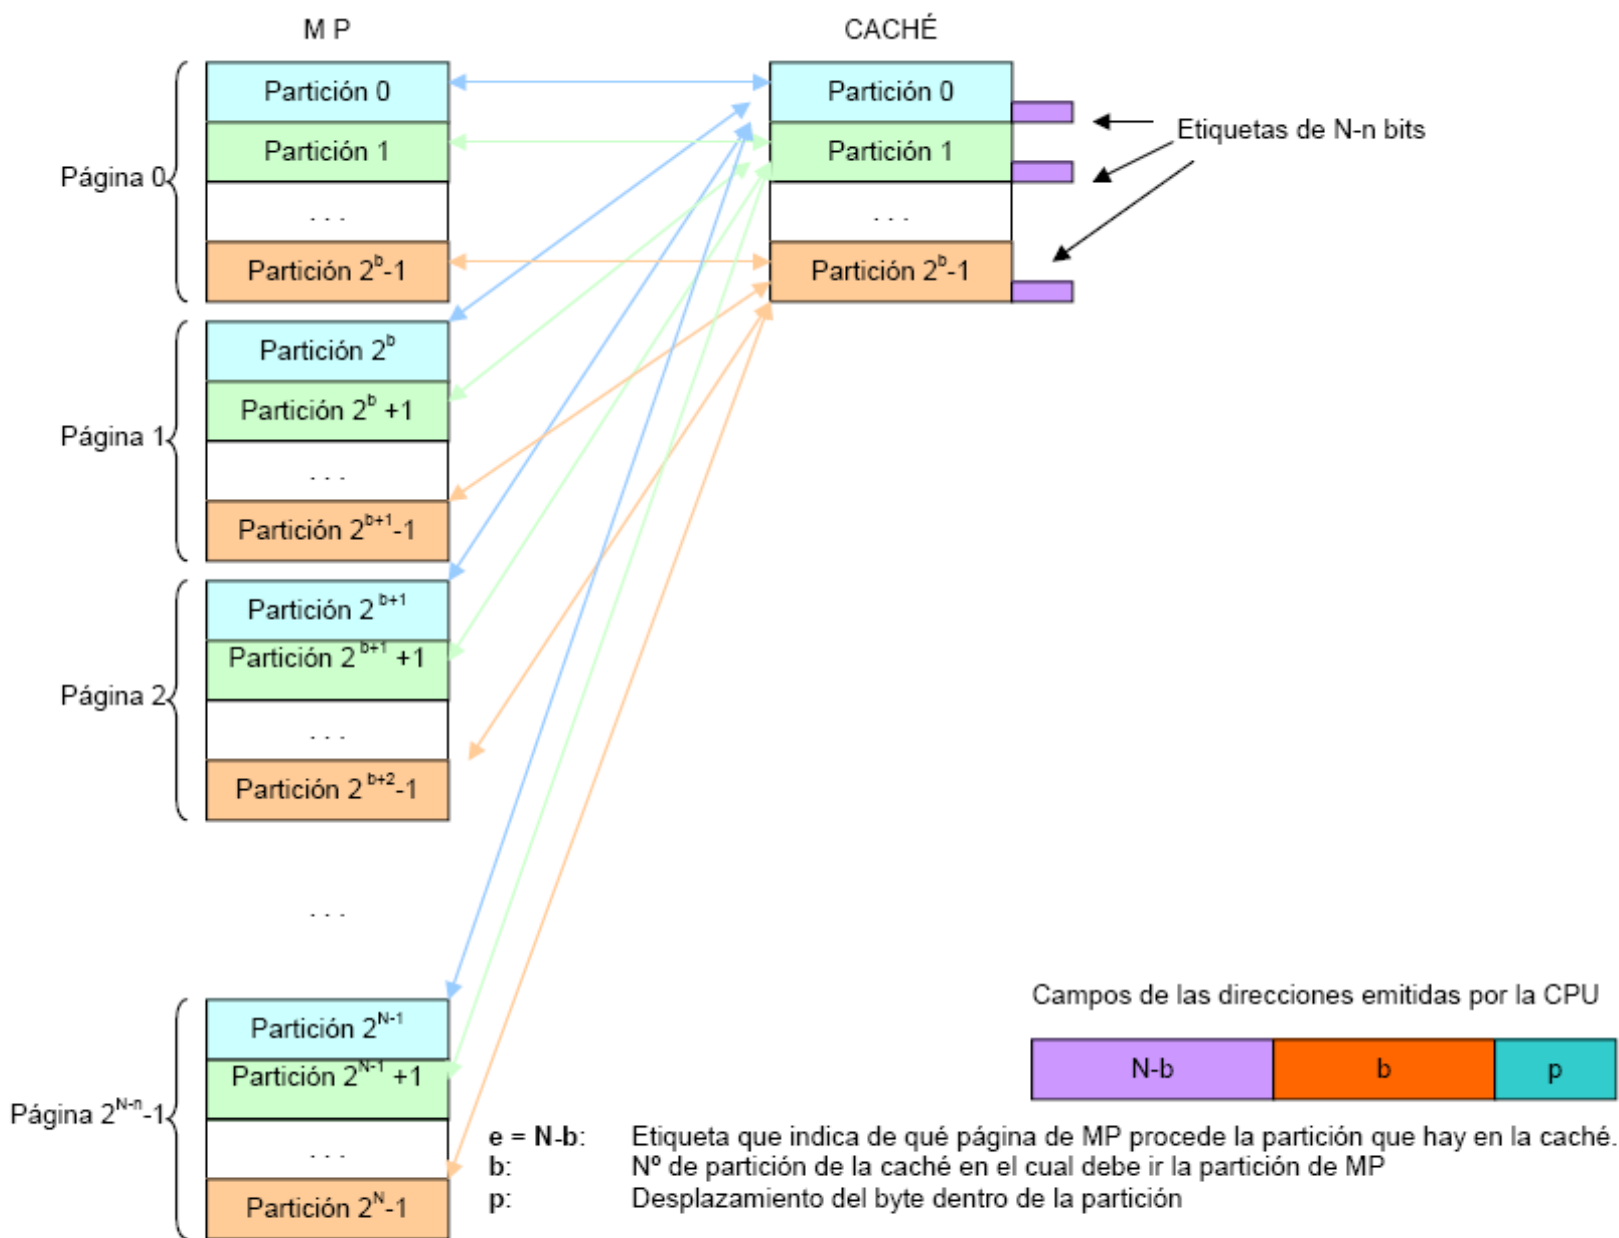 M P
CACHÉ
Partición 0
Partición 1
. . .
Partición 2^b-1
Página 0
Partición 0
Partición 1
. . .
Partición 2^b-1
Etiquetas de N-n bits
Partición 2^b
Partición 2^b +1
. . .
Partición 2^b+1-1
Página 1
Partición 2^b+1
Partición 2^b+1 +1
. . .
Partición 2^b+2-1
Página 2
. . .
Partición 2^N-1
Partición 2^N-1 +1
. . .
Partición 2^N-1
Página 2^N-n-1
Campos de las direcciones emitidas por la CPU
N-b b p
e = N-b: Etiqueta que indica de qué página de MP procede la partición que hay en la caché.
b: Nº de partición de la caché en el cual debe ir la partición de MP
p: Desplazamiento del byte dentro de la partición